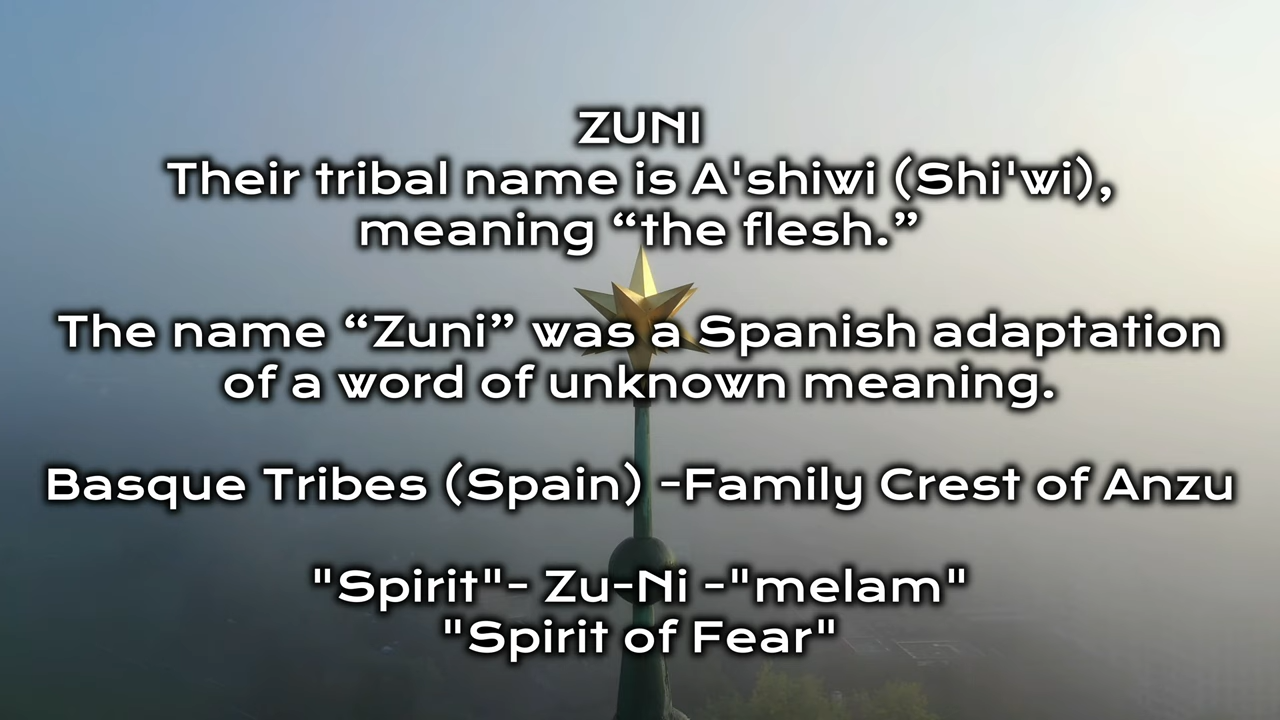 ZUNI
Their tribal name is A'shiwi (Shi'wi),
meaning “the flesh.”
The name “Zuni” was a Spanish adaptation
of a word of unknown meaning.
Basque Tribes (Spain) -Family Crest of Anzu
"Spirit"- Zu-Ni -"melam"
"Spirit of Fear"